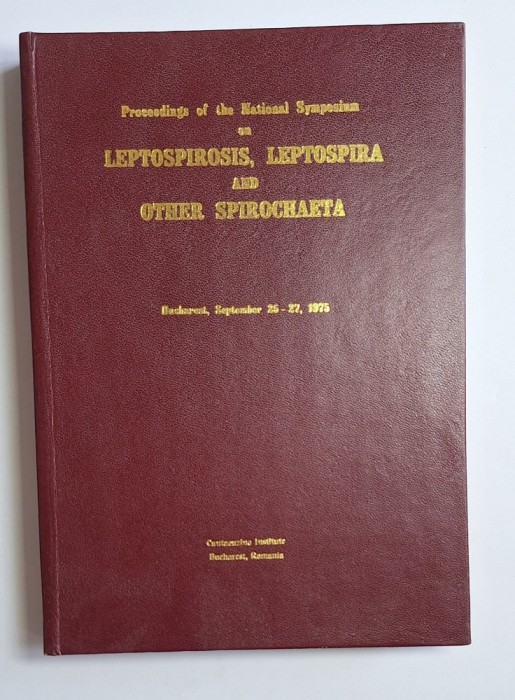 Proceedings of the National Symposium
on
LEPTOSPIROSIS, LEPTOSPIRA
AND
OTHER SPIROCHAETA
Bucharest, September 26 - 27, 1975
Cantacuzino Institute
Bucharest, Romania